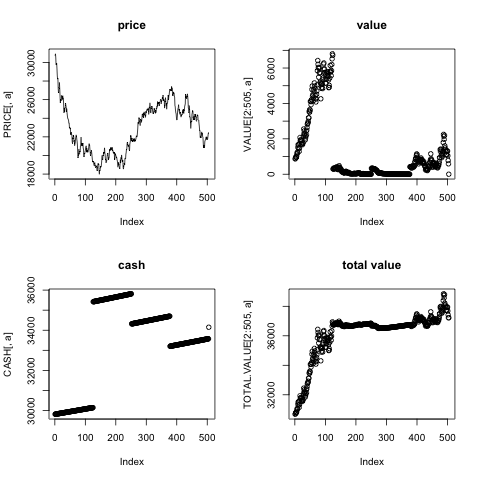 price
PRICE[, a]
18000 22000 26000 30000
0 100 200 300 400 500
Index
value
VALUE[2:505, a]
0 2000 4000 6000
0 100 200 300 400 500
Index
cash
CASH[, a]
30000 31000 32000 34000 36000
0 100 200 300 400 500
Index
total value
TOTAL.VALUE[2:505, a]
32000 36000
0 100 200 300 400 500
Index